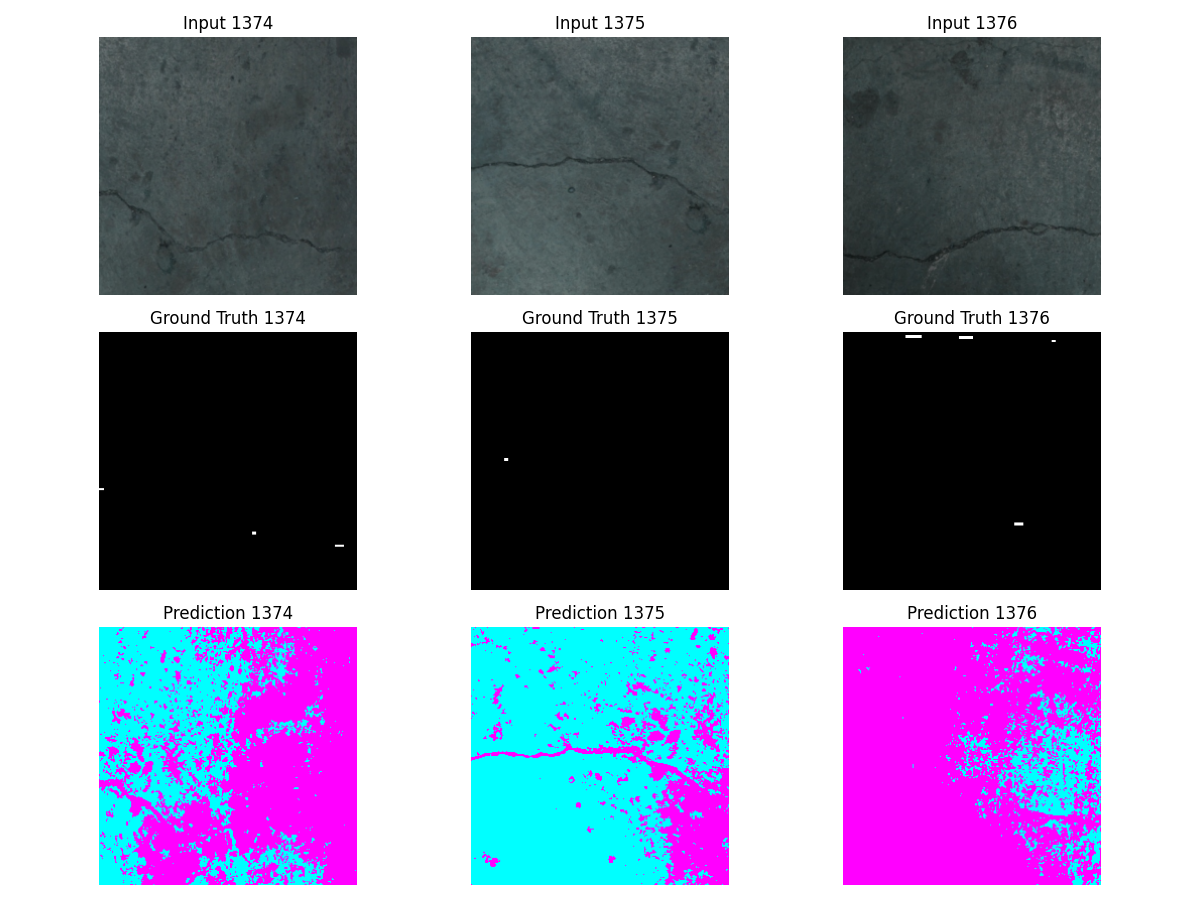 Input 1374
Input 1375
Input 1376
Ground Truth 1374
Ground Truth 1375
Ground Truth 1376
Prediction 1374
Prediction 1375
Prediction 1376